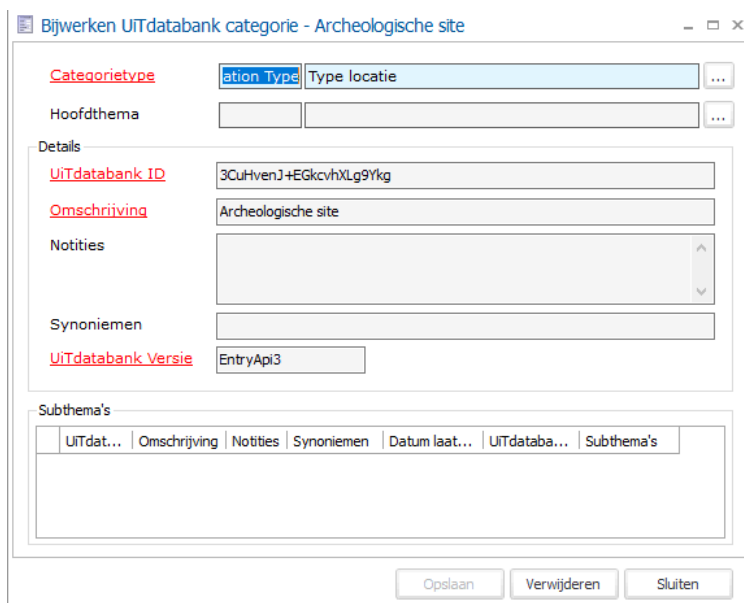 Bijwerken UiTdatabank categorie - Archeologische site
Categorietype ation Type Type locatie ...
Hoofdthema ...
Details
UiTdatabank ID 3CuHvenJ+EGkcvhXLg9Ykg
Omschrijving Archeologische site
Notities
Synoniemen
UiTdatabank Versie EntryApi3
Subthema's
UiTdat... Omschrijving Notities Synoniemen Datum laat... UiTdataba... Subthema's
Opslaan Verwijderen Sluiten